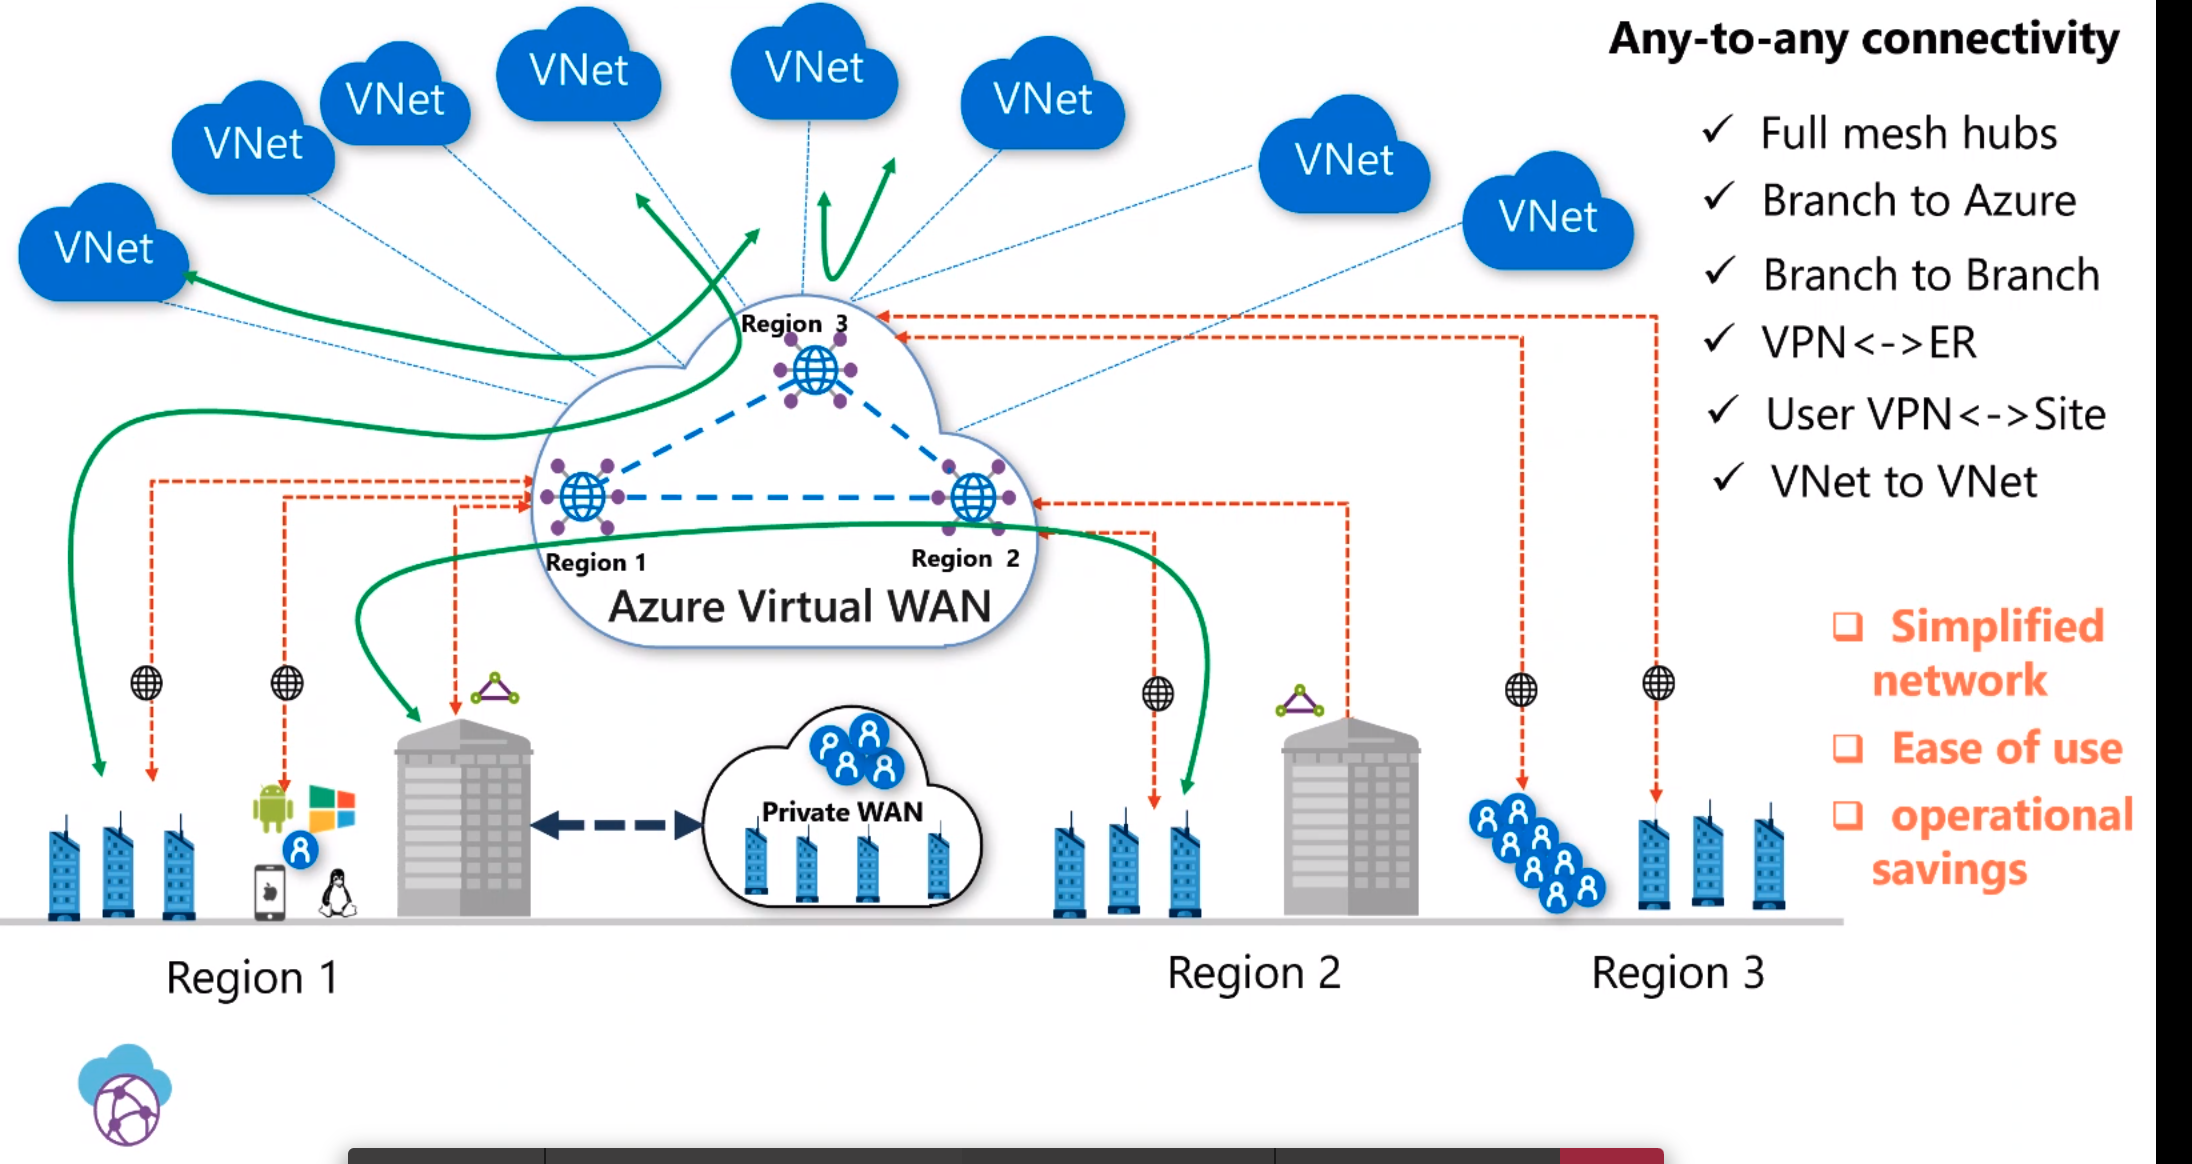 Any-to-any connectivity
VNet
VNet
VNet
VNet
VNet
VNet
VNet
VNet
✓ Full mesh hubs
✓ Branch to Azure
✓ Branch to Branch
✓ VPN<->ER
✓ User VPN<->Site
✓ VNet to VNet
Region 3
Region 1
Region 2
Azure Virtual WAN
❑ Simplified
network
❑ Ease of use
❑ operational
savings
Private WAN
Region 1
Region 2
Region 3